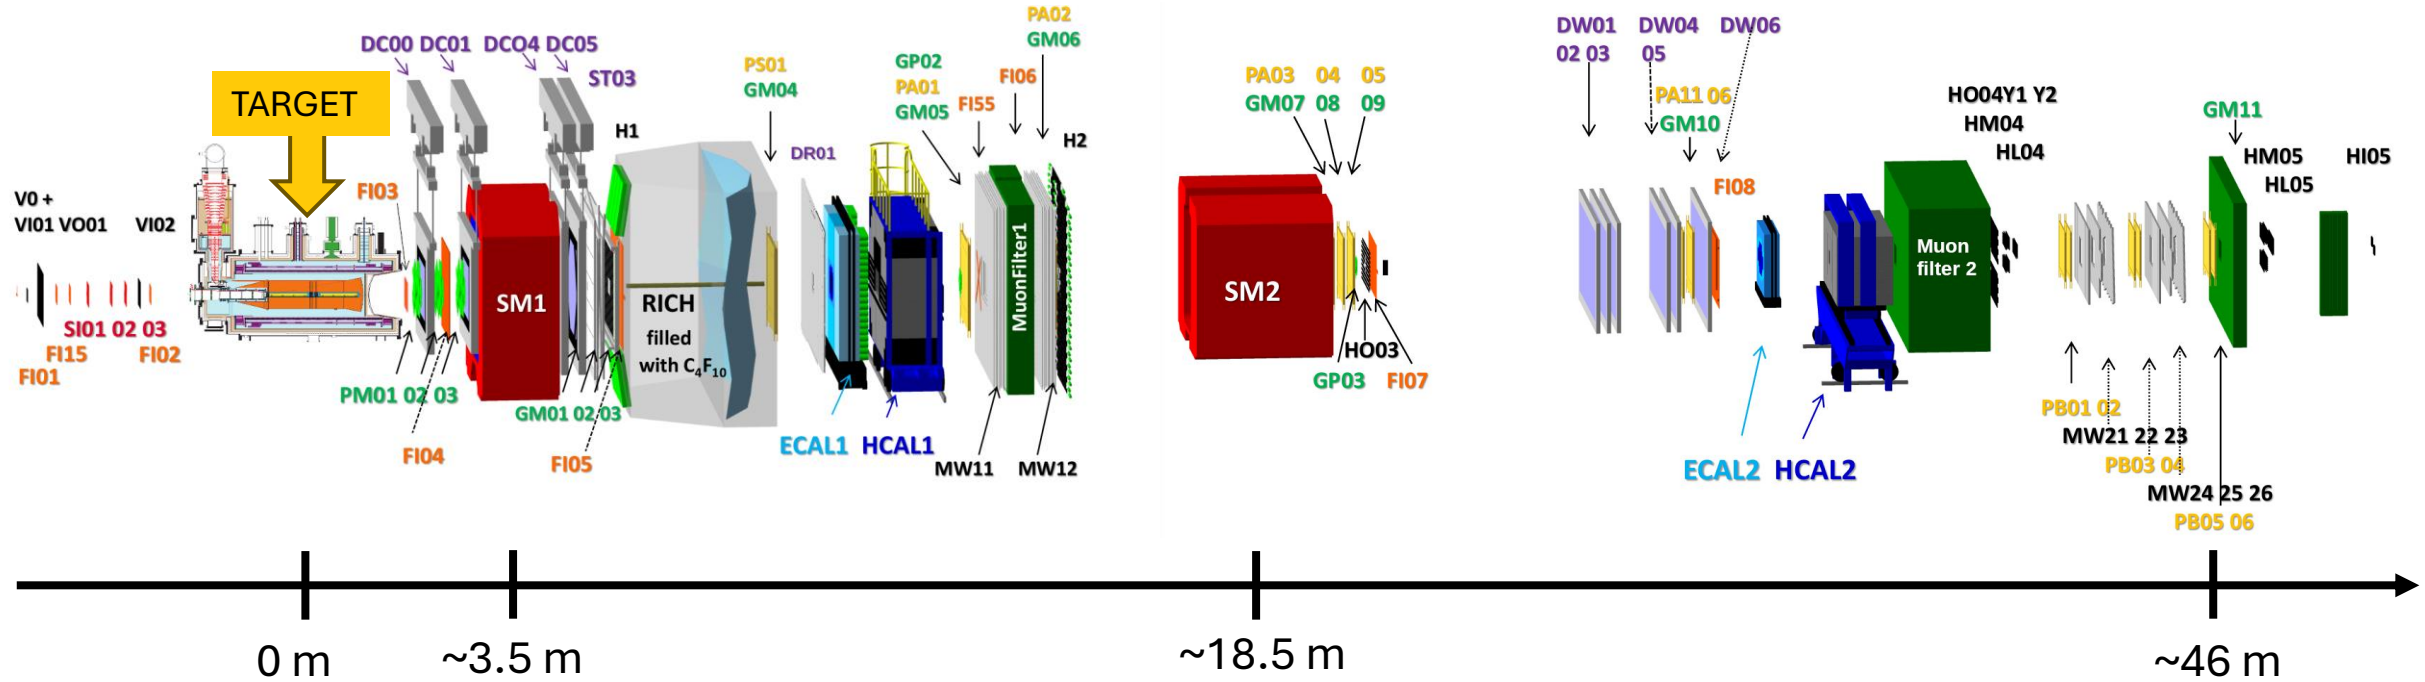 DC00 DC01 DCO4 DC05
ST03
TARGET
FI03
V0 +
VI01 VO01 VI02
SI01 02 03
FI15 FI02
FI01
PM01 02 03
FI04
SM1
GM01 02 03
FI05
H1
RICH
filled
with C4F10
PS01
GM04
DR01
GP02
PA01
GM05
FI55
FI06
PA02
GM06
H2
MuonFilter1
ECAL1 HCAL1
MW11 MW12
SM2
PA03 04 05
GM07 08 09
HO03
GP03 FI07
DW01 DW04 DW06
02 03 05
PA11 06
GM10
FI08
ECAL2 HCAL2
Muon
filter 2
HO04Y1 Y2
HM04
HL04
GM11
HM05
HL05
HI05
PB01 02
MW21 22 23
PB03 04
MW24 25 26
PB05 06
0 m ~3.5 m ~18.5 m ~46 m